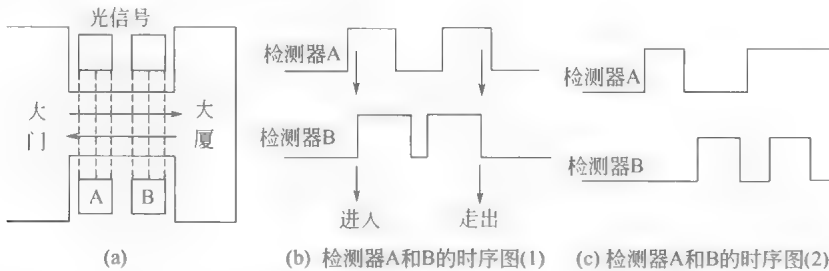 光信号
大门
大厦
A
B
(a)
检测器A
检测器B
进入
走出
(b) 检测器A和B的时序图(1)
检测器A
检测器B
(c) 检测器A和B的时序图(2)